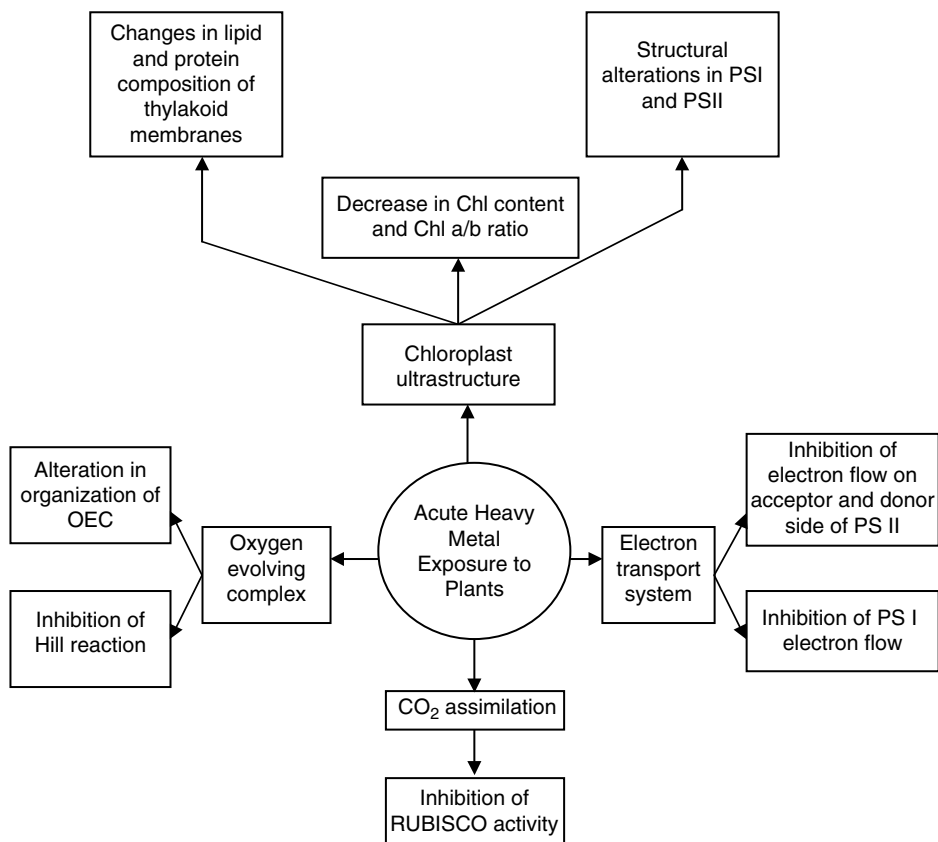 Changes in lipid
and protein
composition of
thylakoid
membranes
Structural
alterations in PSI
and PSII
Decrease in Chl content
and Chl a/b ratio
Chloroplast
ultrastructure
Alteration in
organization of
OEC
Inhibition of
Hill reaction
Oxygen
evolving
complex
Acute Heavy
Metal
Exposure to
Plants
Electron
transport
system
Inhibition of
electron flow on
acceptor and donor
side of PS II
Inhibition of PS I
electron flow
CO₂ assimilation
Inhibition of
RUBISCO activity